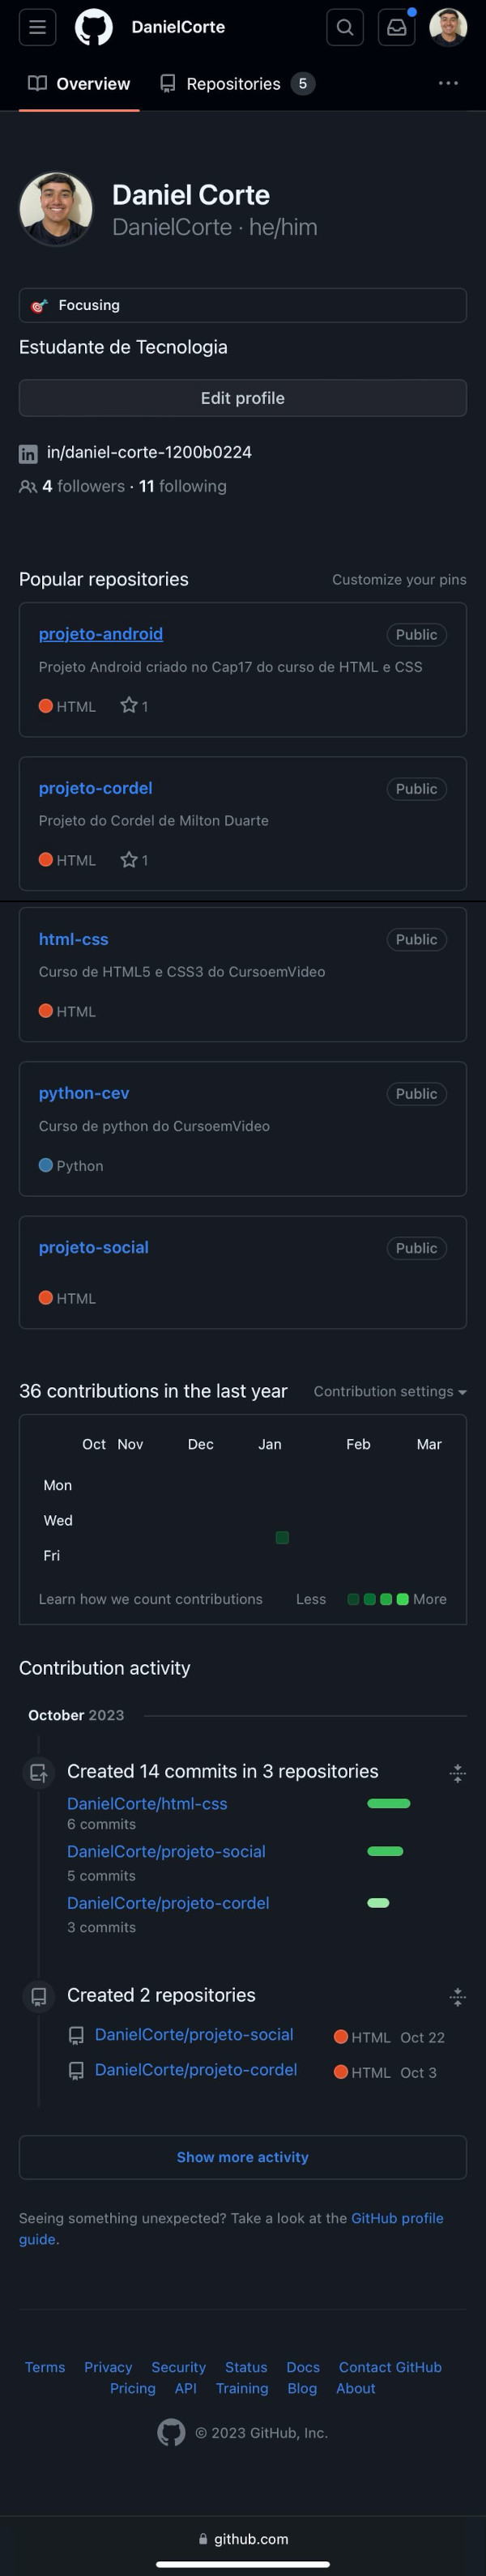 DanielCorte
Overview
Repositories 5
Daniel Corte
DanielCorte · he/him
Focusing
Estudante de Tecnologia
Edit profile
in/daniel-corte-1200b0224
4 followers · 11 following
Popular repositories Customize your pins
projeto-android Public
Projeto Android criado no Cap17 do curso de HTML e CSS
HTML 1
projeto-cordel Public
Projeto do Cordel de Milton Duarte
HTML 1
html-css Public
Curso de HTML5 e CSS3 do CursoemVideo
HTML
python-cev Public
Curso de python do CursoemVideo
Python
projeto-social Public
HTML
36 contributions in the last year Contribution settings
Oct Nov Dec Jan Feb Mar
Mon
Wed
Fri
Learn how we count contributions Less More
Contribution activity
October 2023
Created 14 commits in 3 repositories
DanielCorte/html-css
6 commits
DanielCorte/projeto-social
5 commits
DanielCorte/projeto-cordel
3 commits
Created 2 repositories
DanielCorte/projeto-social HTML Oct 22
DanielCorte/projeto-cordel HTML Oct 3
Show more activity
Seeing something unexpected? Take a look at the GitHub profile
guide.
Terms Privacy Security Status Docs Contact GitHub
Pricing API Training Blog About
© 2023 GitHub, Inc.
github.com